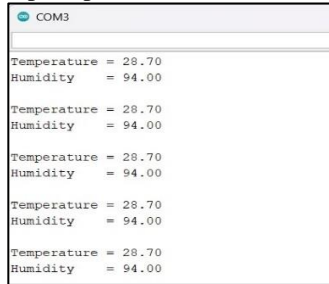 COM3
Temperature = 28.70
Humidity    = 94.00
Temperature = 28.70
Humidity    = 94.00
Temperature = 28.70
Humidity    = 94.00
Temperature = 28.70
Humidity    = 94.00
Temperature = 28.70
Humidity    = 94.00